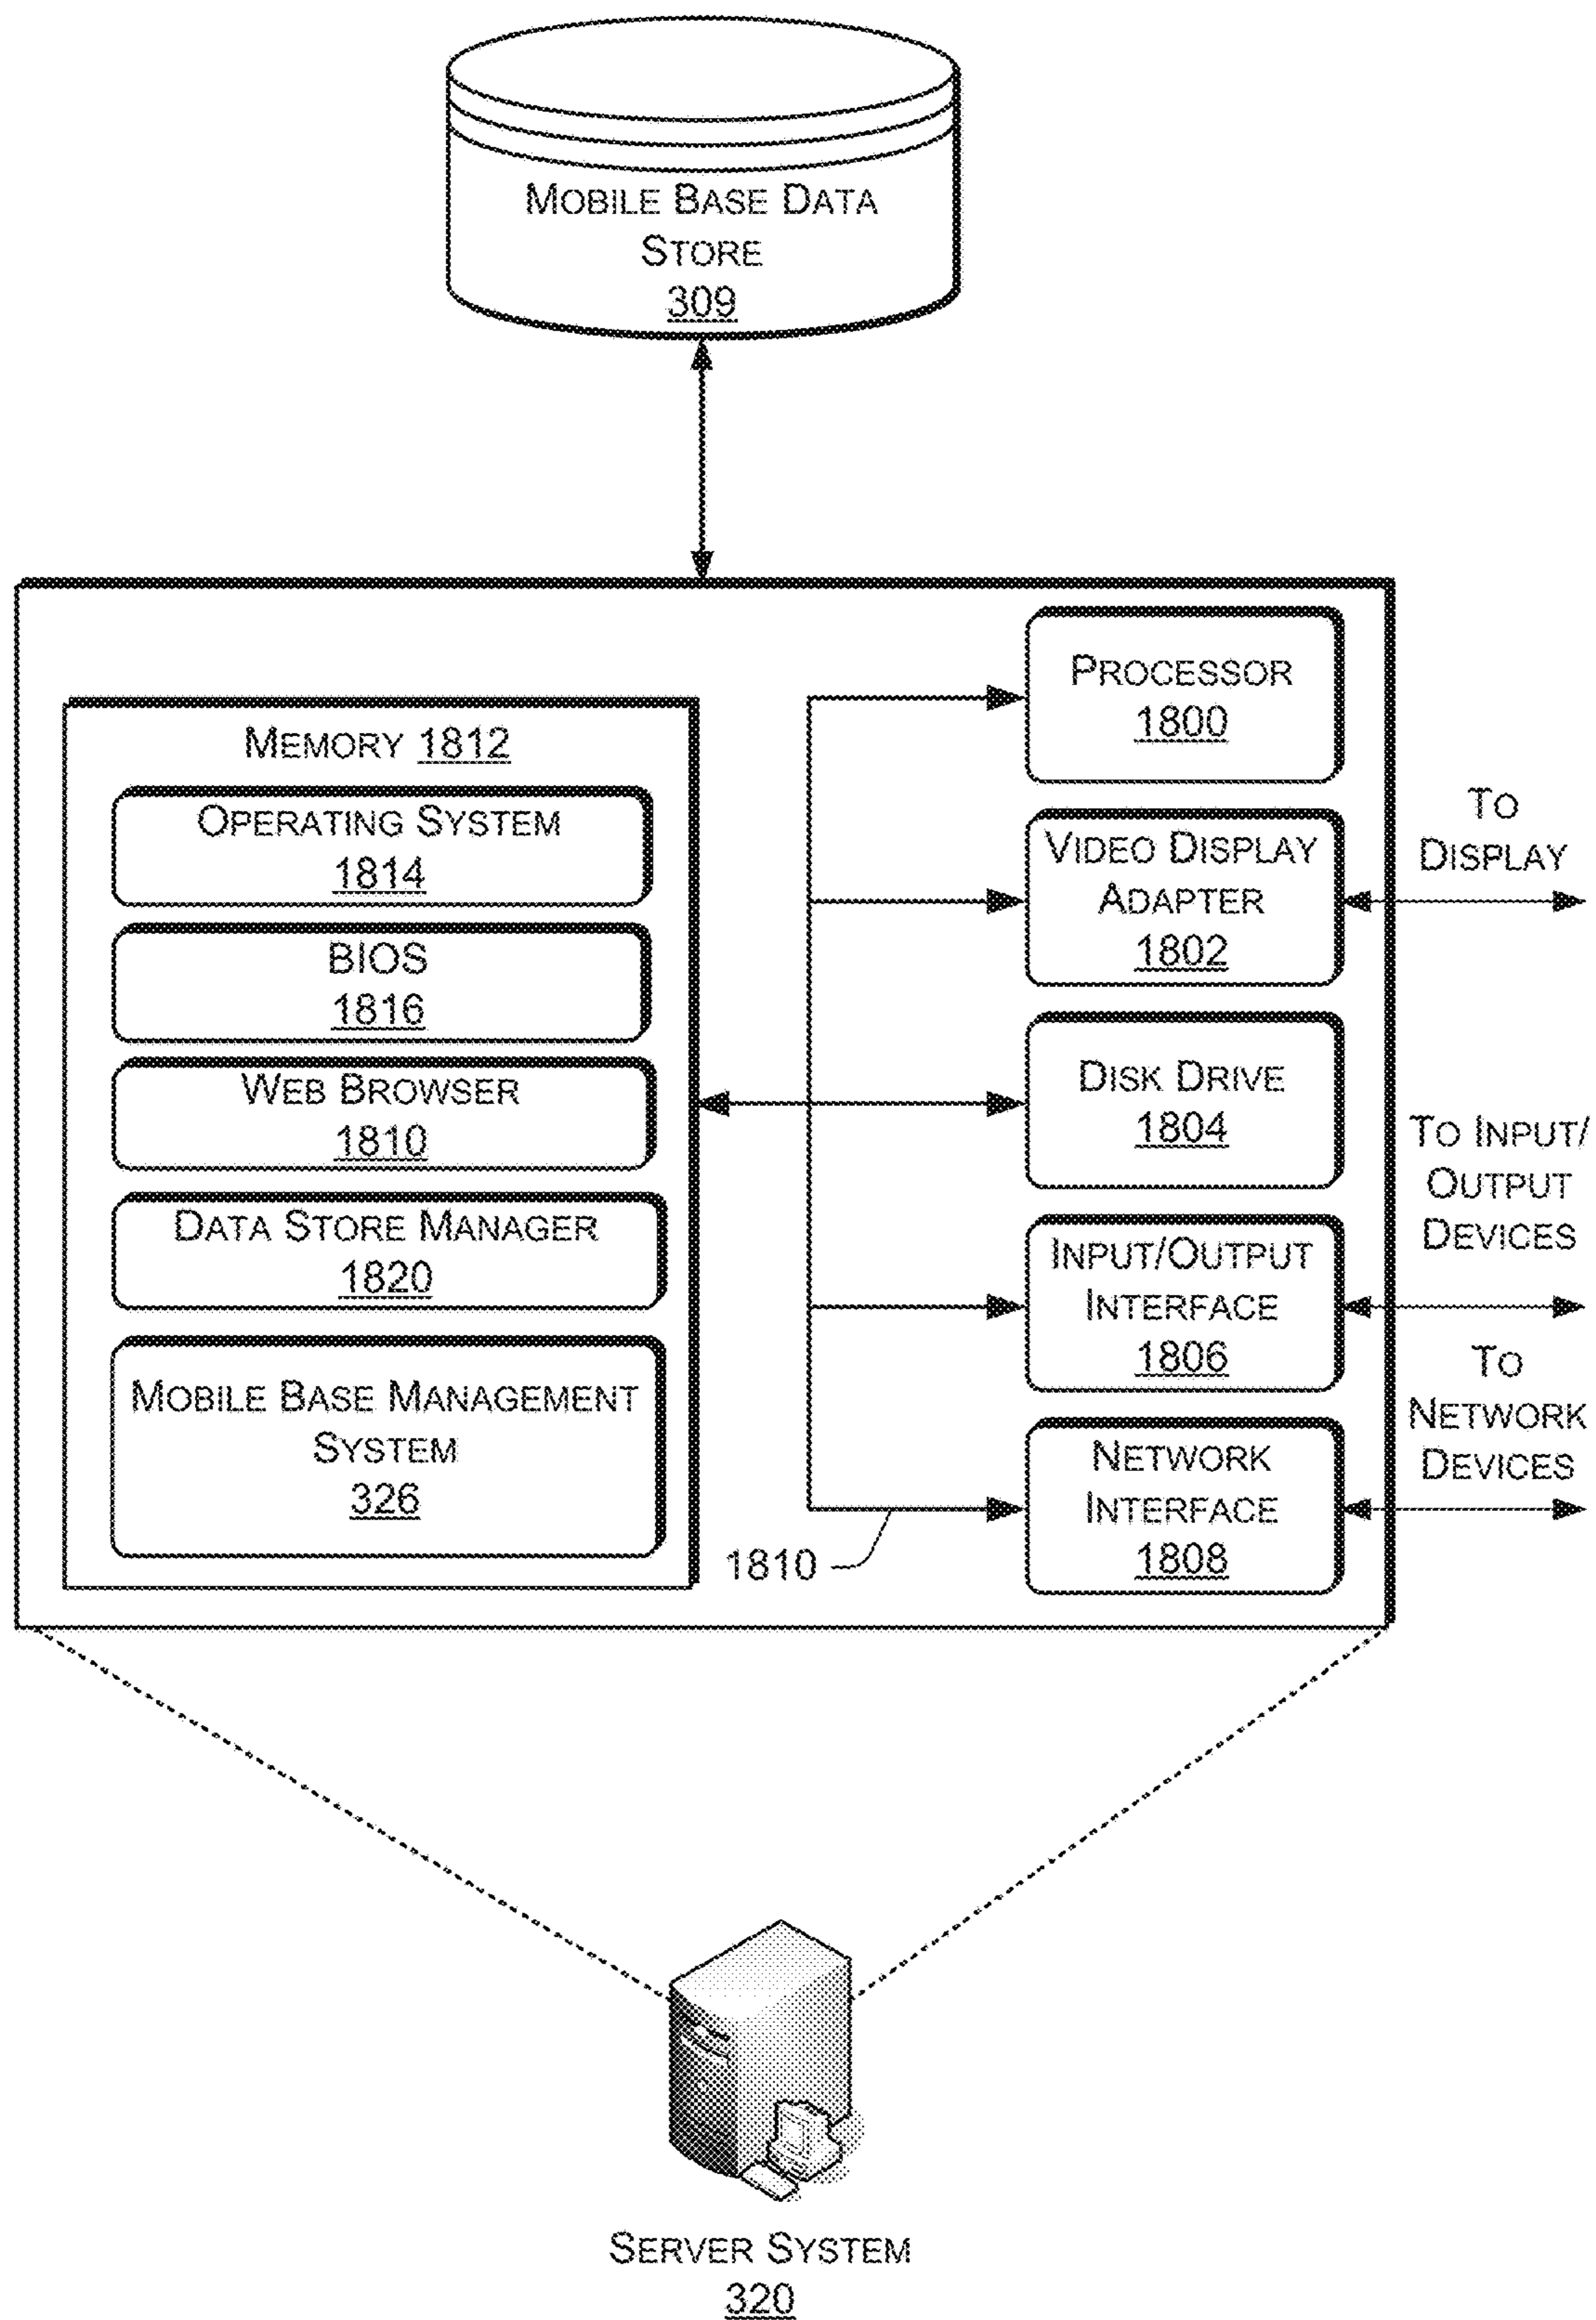 MOBILE BASE DATA
STORE
309
MEMORY 1812
OPERATING SYSTEM
1814
BIOS
1816
WEB BROWSER
1810
DATA STORE MANAGER
1820
MOBILE BASE MANAGEMENT
SYSTEM
326
PROCESSOR
1800
VIDEO DISPLAY
ADAPTER
1802
DISK DRIVE
1804
INPUT/OUTPUT
INTERFACE
1806
NETWORK
INTERFACE
1808
1810
TO
DISPLAY
TO INPUT/
OUTPUT
DEVICES
TO
NETWORK
DEVICES
SERVER SYSTEM
320